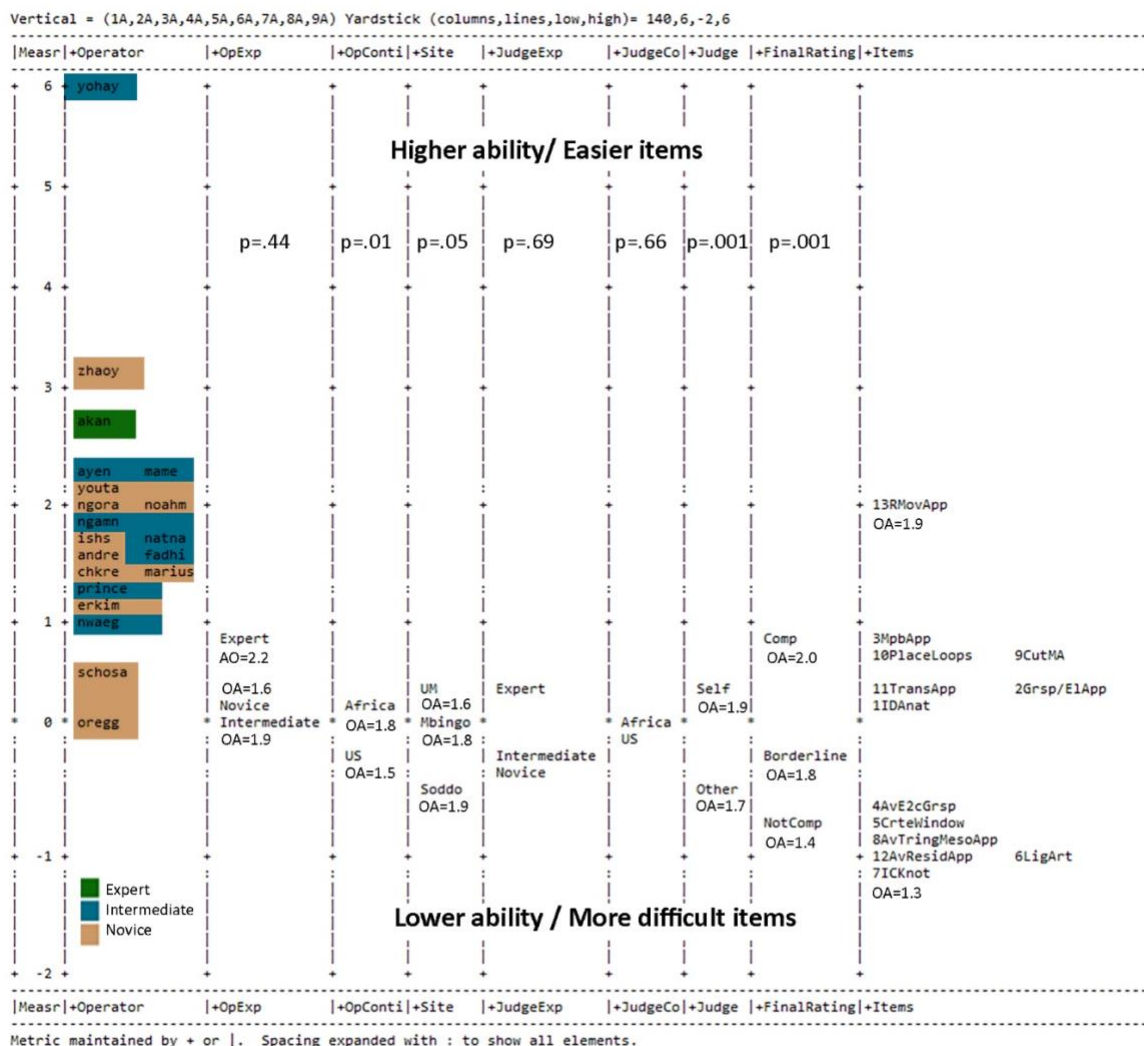 Vertical = (1A,2A,3A,4A,5A,6A,7A,8A,9A) Yardstick (columns,lines,low,high)= 140,6,-2,6
|Measr|+Operator |+OpExp |+OpConti|+Site |+JudgeExp |+JudgeCo|+Judge |+FinalRating|+Items
+ 6 + yohay + + + + + + + +
Higher ability/ Easier items
+ 5 + + + + + + + + +
p=.44 p=.01 p=.05 p=.69 p=.66 p=.001 p=.001
+ 4 + + + + + + + + +
zhaoy
+ 3 + + + + + + + + +
akan
ayen mame
: : youta : : : : : : : :
+ 2 + ngora noahm + + + + + + + + 13RMovApp
ngamn OA=1.9
ishs natna
andre fadhi
chkre marius
: : prince : : : : : : : :
erkim
+ 1 + nwaeg + + + + + + + +
Expert Comp 3MpbApp
AO=2.2 OA=2.0 10PlaceLoops 9CutMA
schosa
OA=1.6 UM Expert Self 11TransApp 2Grsp/ElApp
Novice Africa OA=1.6 OA=1.9 1IDAnat
* 0 * oregg * Intermediate * OA=1.8 * Mbingo * * Africa * * *
OA=1.9 OA=1.8 US
US Intermediate Borderline
: : : : OA=1.5 : : Novice : : : OA=1.8 :
Soddo Other
OA=1.9 OA=1.7 4AvE2cGrsp
NotComp 5CrteWindow
OA=1.4 8AvTringMesoApp
+ -1 + + + + + + + + + 12AvResidApp 6LigArt
: : : : : : : : : : 7ICKnot
Expert OA=1.3
Intermediate Lower ability / More difficult items
Novice
+ -2 + + + + + + + + +
|Measr|+Operator |+OpExp |+OpConti|+Site |+JudgeExp |+JudgeCo|+Judge |+FinalRating|+Items
Metric maintained by + or |. Spacing expanded with : to show all elements.